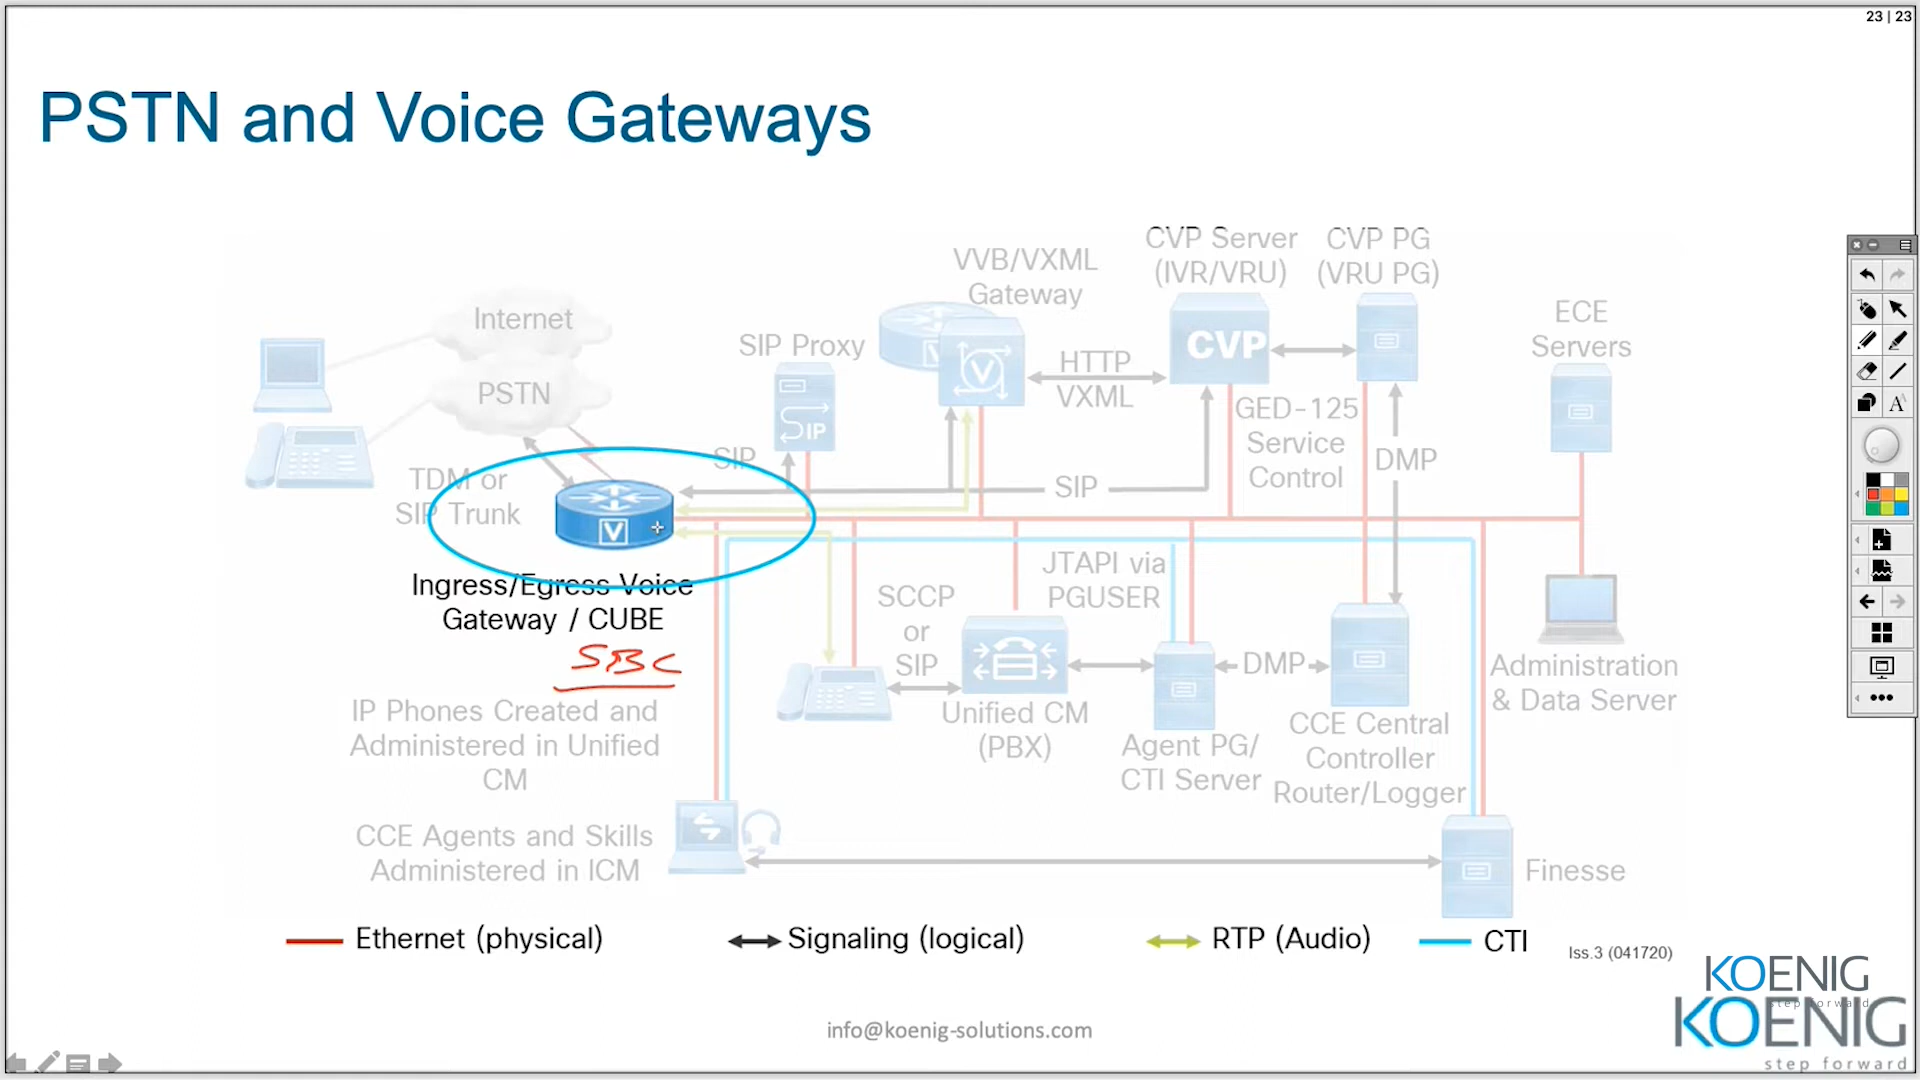 23 | 23
PSTN and Voice Gateways
CVP Server
(IVR/VRU)
CVP PG
(VRU PG)
VVB/VXML
Gateway
Internet
PSTN
SIP Proxy
IP
V
HTTP
VXML
CVP
ECE
Servers
GED-125
Service
Control
DMP
SIP
SIP
TDM or
SIP Trunk
V
Ingress/Egress Voice
Gateway / CUBE
SBC
JTAPI via
PGUSER
SCCP
or
SIP
DMP
Unified CM
(PBX)
Agent PG/
CTI Server
CCE Central
Controller
Router/Logger
Administration
& Data Server
IP Phones Created and
Administered in Unified
CM
CCE Agents and Skills
Administered in ICM
Finesse
Ethernet (physical)
Signaling (logical)
RTP (Audio)
CTI
Iss.3 (041720)
KOENIG
step forward
KOENIG
step forward
info@koenig-solutions.com
A